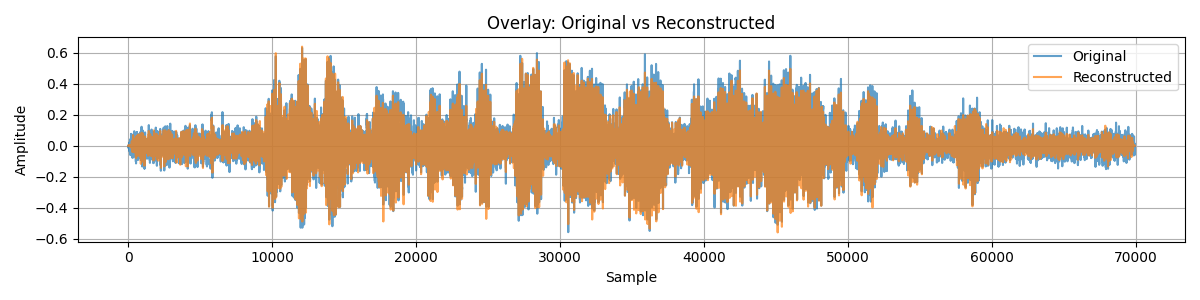 Overlay: Original vs Reconstructed
Original
Reconstructed
Amplitude
0.6
0.4
0.2
0.0
−0.2
−0.4
−0.6
0 10000 20000 30000 40000 50000 60000 70000
Sample